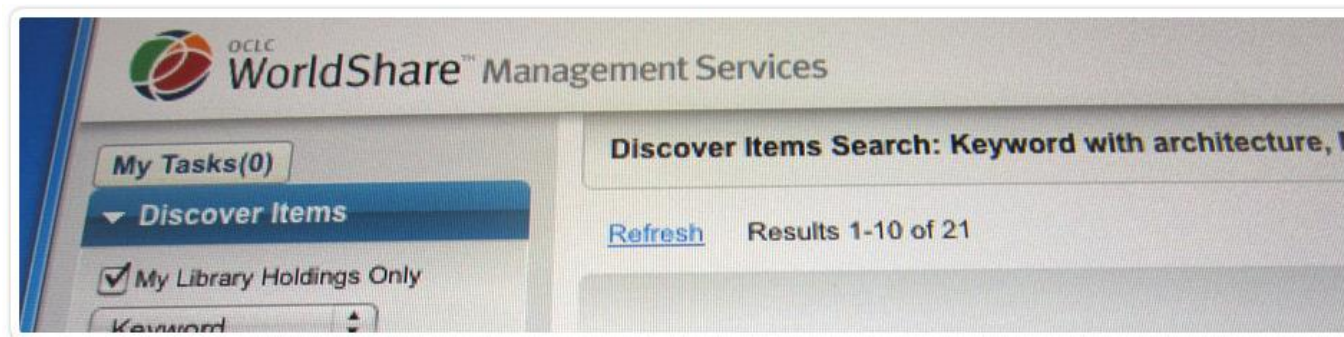 OCLC
WorldShare™ Management Services
My Tasks(0)
Discover Items
My Library Holdings Only
Keyword
Discover Items Search: Keyword with architecture,
Refresh Results 1-10 of 21